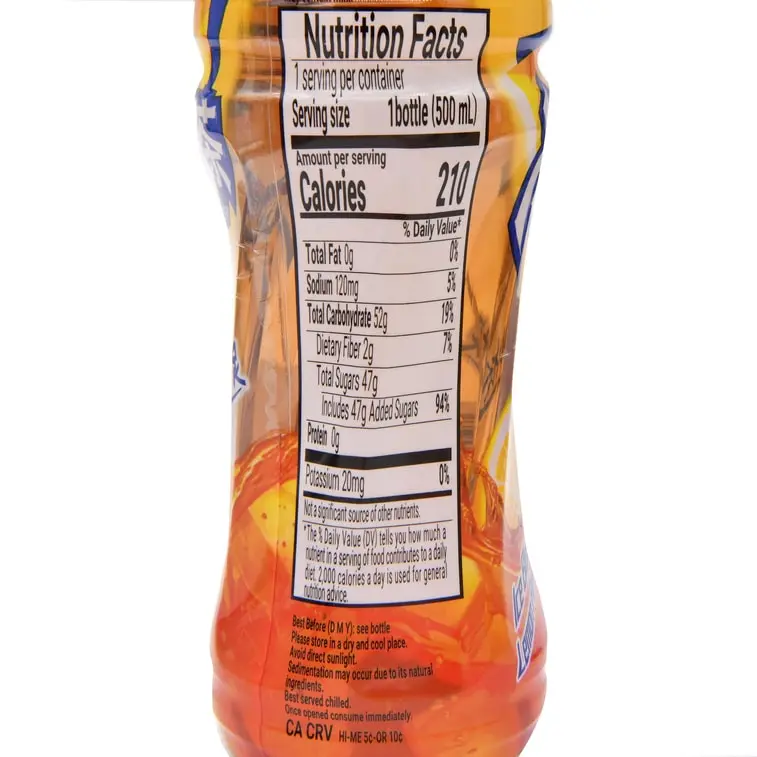 Nutrition Facts
1 serving per container
Serving size 1bottle (500 mL)
Amount per serving
Calories 210
% Daily Value*
Total Fat 0g 0%
Sodium 120mg 5%
Total Carbohydrate 52g 19%
Dietary Fiber 2g 7%
Total Sugars 47g
Includes 47g Added Sugars 94%
Protein 0g
Potassium 20mg 0%
Not a significant source of other nutrients.
*The % Daily Value (DV) tells you how much a
nutrient in a serving of food contributes to a daily
diet. 2,000 calories a day is used for general
nutrition advice.
Best Before (D M Y): see bottle
Please store in a dry and cool place.
Avoid direct sunlight.
Sedimentation may occur due to its natural
ingredients.
Best served chilled.
Once opened consume immediately.
CA CRV HI-ME 5¢-OR 10¢